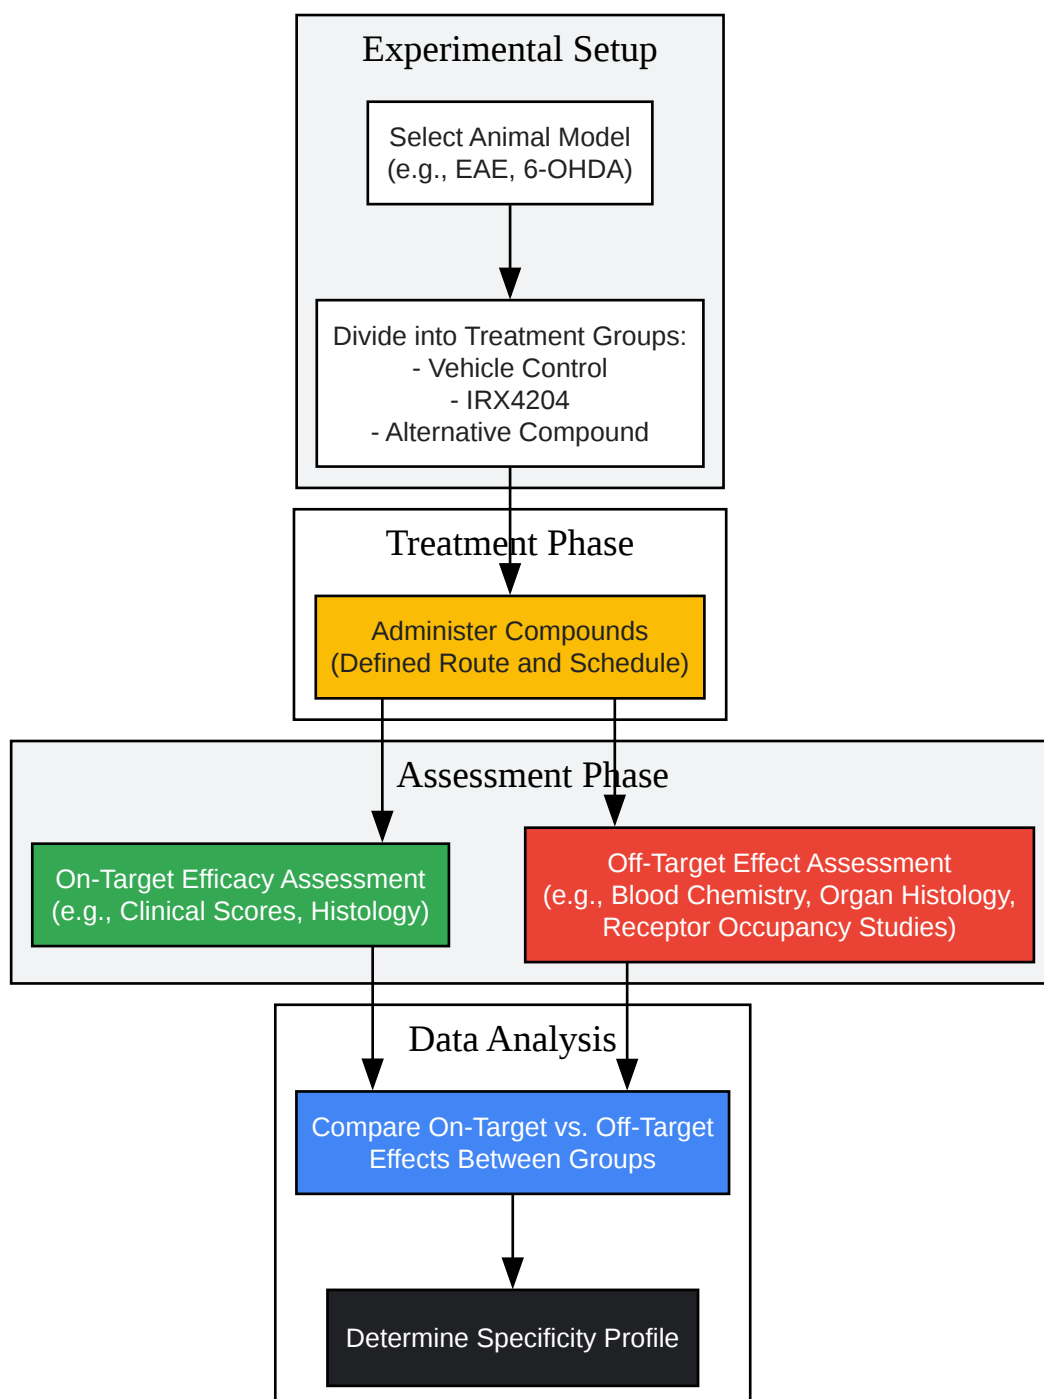 Experimental Setup
Select Animal Model
(e.g., EAE, 6-OHDA)
Divide into Treatment Groups:
- Vehicle Control
- IRX4204
- Alternative Compound
Treatment Phase
Administer Compounds
(Defined Route and Schedule)
Assessment Phase
On-Target Efficacy Assessment
(e.g., Clinical Scores, Histology)
Off-Target Effect Assessment
(e.g., Blood Chemistry, Organ Histology,
Receptor Occupancy Studies)
Data Analysis
Compare On-Target vs. Off-Target
Effects Between Groups
Determine Specificity Profile